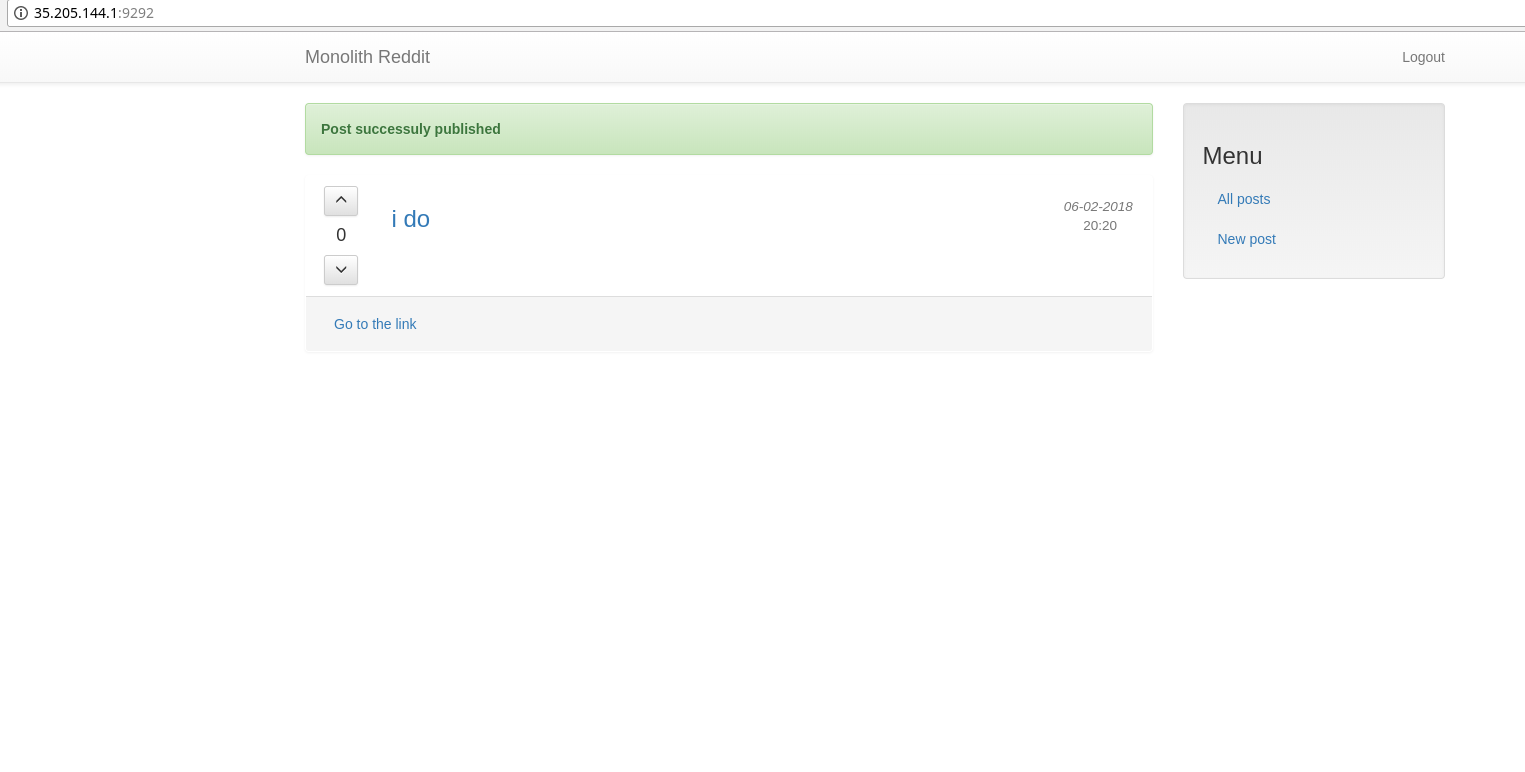 35.205.144.1:9292
Monolith Reddit
Logout
Post successuly published
0
i do
06-02-2018
20:20
Go to the link
Menu
All posts
New post